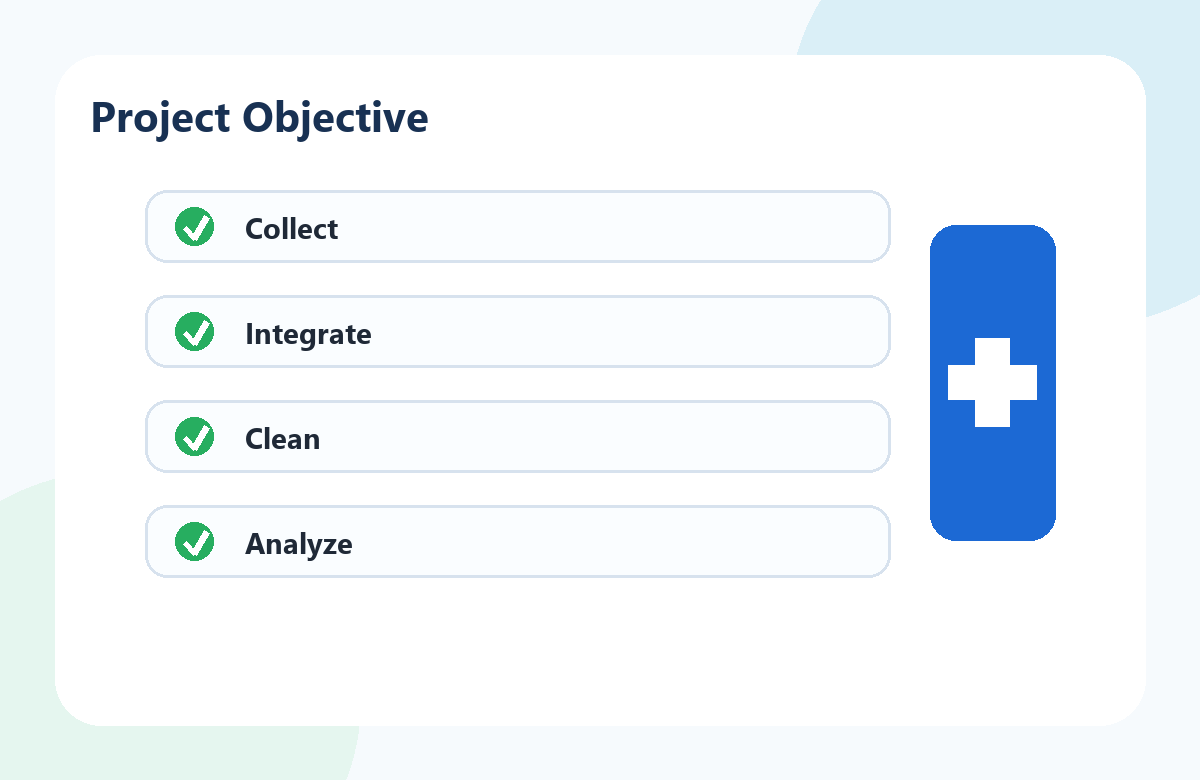 Project Objective
Collect
Integrate
Clean
Analyze